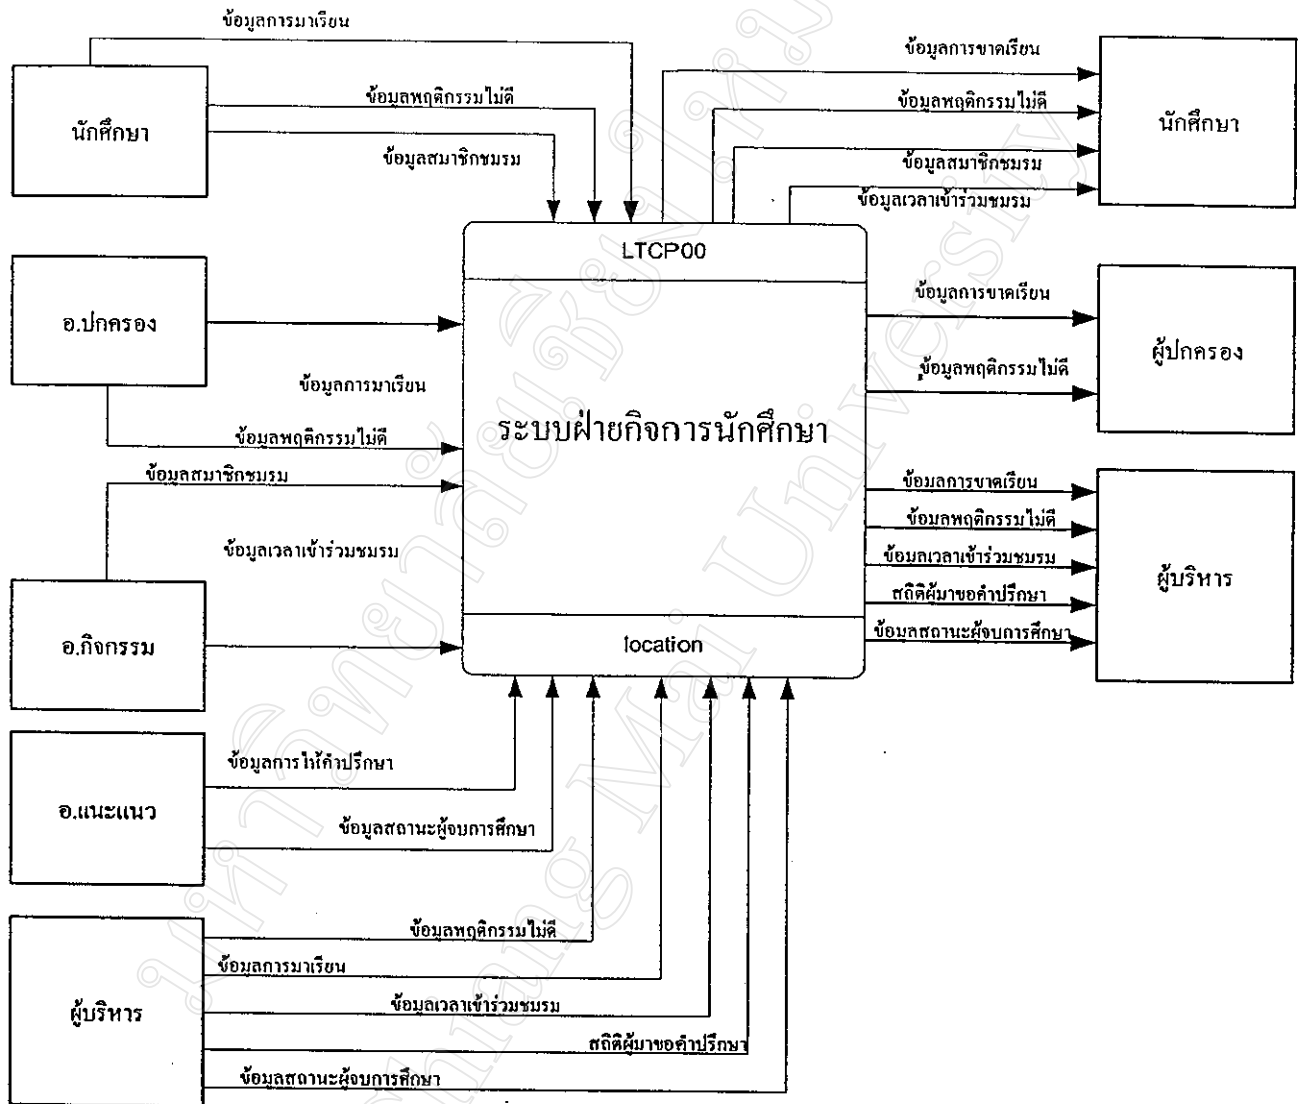 ข้อมูลการมาเรียน
ข้อมูลพฤติกรรมไม่ดี
นักศึกษา
ข้อมูลสมาชิกชมรม
ข้อมูลการขาดเรียน
ข้อมูลพฤติกรรมไม่ดี
นักศึกษา
ข้อมูลสมาชิกชมรม
ข้อมูลเวลาเข้าร่วมชมรม
LTCP00
อ.ปกครอง
ข้อมูลการมาเรียน
ข้อมูลพฤติกรรมไม่ดี
ข้อมูลสมาชิกชมรม
ระบบฝ่ายกิจการนักศึกษา
ข้อมูลการขาดเรียน
ผู้ปกครอง
ข้อมูลพฤติกรรมไม่ดี
ข้อมูลเวลาเข้าร่วมชมรม
อ.กิจกรรม
location
ข้อมูลการขาดเรียน
ข้อมูลพฤติกรรมไม่ดี
ข้อมูลเวลาเข้าร่วมชมรม
ผู้บริหาร
สถิติผู้มาขอคำปรึกษา
ข้อมูลสถานะผู้จบการศึกษา
ข้อมูลการให้คำปรึกษา
อ.แนะแนว
ข้อมูลสถานะผู้จบการศึกษา
ข้อมูลพฤติกรรมไม่ดี
ข้อมูลการมาเรียน
ข้อมูลเวลาเข้าร่วมชมรม
ผู้บริหาร
สถิติผู้มาขอคำปรึกษา
ข้อมูลสถานะผู้จบการศึกษา
มหาวิทยาลัยเชียงใหม่
Chiang Mai University